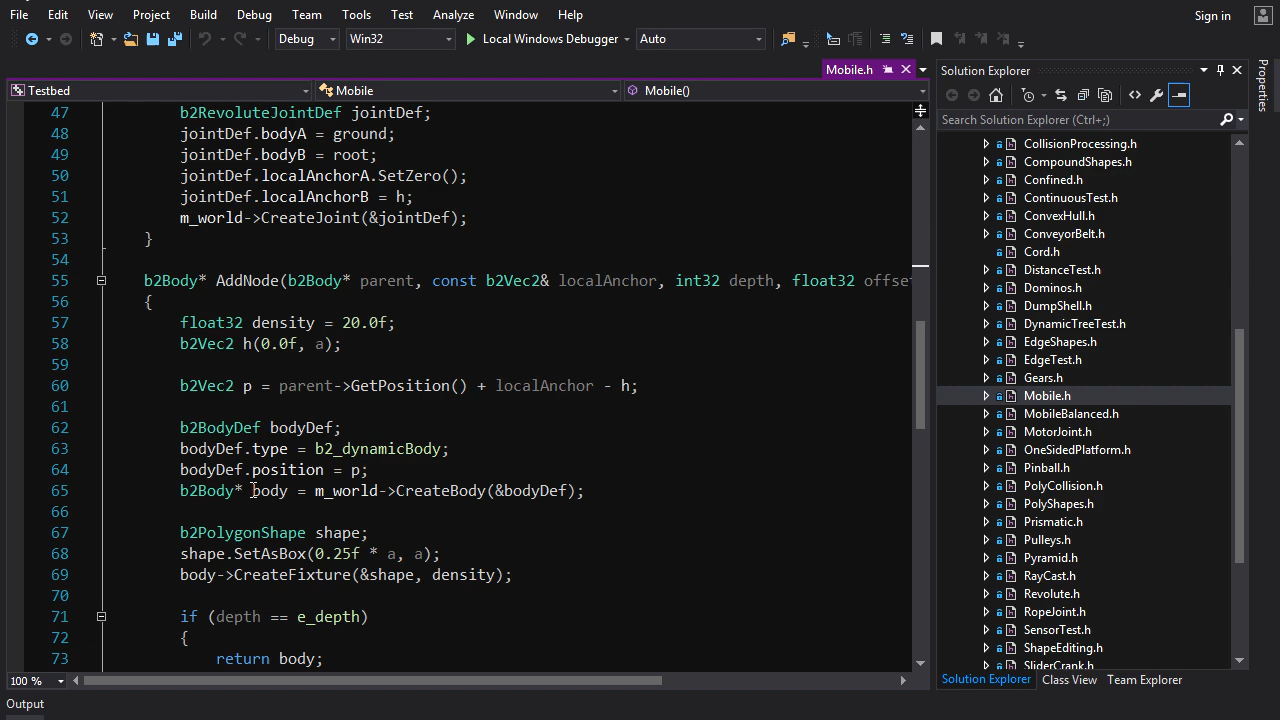 File Edit View Project Build Debug Team Tools Test Analyze Window Help Sign in
Debug Win32 Local Windows Debugger Auto
Mobile.h
Testbed Mobile Mobile()
47 b2RevoluteJointDef jointDef;
48 jointDef.bodyA = ground;
49 jointDef.bodyB = root;
50 jointDef.localAnchorA.SetZero();
51 jointDef.localAnchorB = h;
52 m_world->CreateJoint(&jointDef);
53 }
54
55 b2Body* AddNode(b2Body* parent, const b2Vec2& localAnchor, int32 depth, float32 offset
56 {
57 float32 density = 20.0f;
58 b2Vec2 h(0.0f, a);
59
60 b2Vec2 p = parent->GetPosition() + localAnchor - h;
61
62 b2BodyDef bodyDef;
63 bodyDef.type = b2_dynamicBody;
64 bodyDef.position = p;
65 b2Body* body = m_world->CreateBody(&bodyDef);
66
67 b2PolygonShape shape;
68 shape.SetAsBox(0.25f * a, a);
69 body->CreateFixture(&shape, density);
70
71 if (depth == e_depth)
72 {
73 return body;
100 %
Output
Solution Explorer
Search Solution Explorer (Ctrl+;)
CollisionProcessing.h
CompoundShapes.h
Confined.h
ContinuousTest.h
ConvexHull.h
ConveyorBelt.h
Cord.h
DistanceTest.h
Dominos.h
DumpShell.h
DynamicTreeTest.h
EdgeShapes.h
EdgeTest.h
Gears.h
Mobile.h
MobileBalanced.h
MotorJoint.h
OneSidedPlatform.h
Pinball.h
PolyCollision.h
PolyShapes.h
Prismatic.h
Pulleys.h
Pyramid.h
RayCast.h
Revolute.h
RopeJoint.h
SensorTest.h
ShapeEditing.h
SliderCrank.h
Solution Explorer Class View Team Explorer
Properties